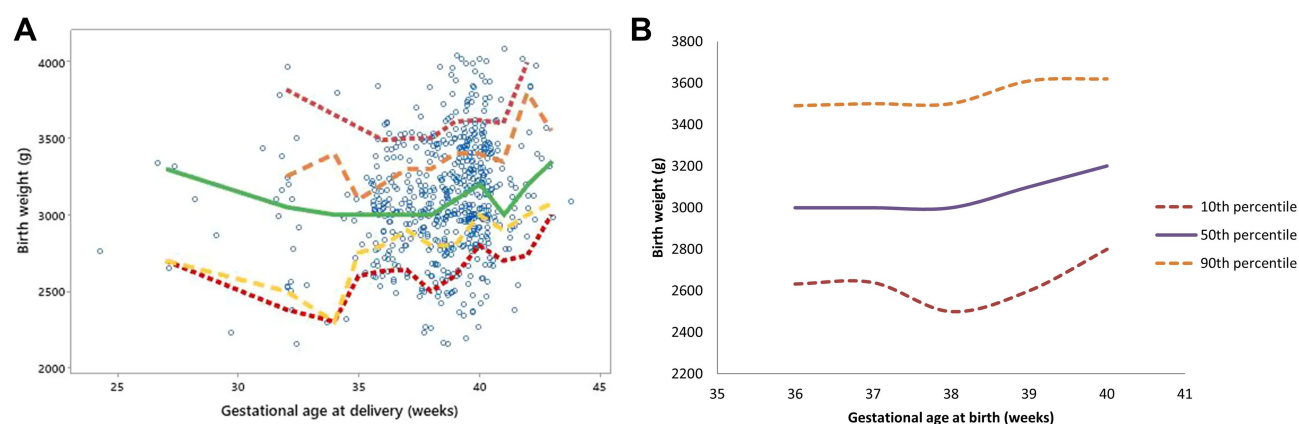 A
4000
3500
3000
2500
2000
Birth weight (g)
25 30 35 40 45
Gestational age at delivery (weeks)
B
3800
3600
3400
3200
3000
2800
2600
2400
2200
Birth weight (g)
35 36 37 38 39 40 41
Gestational age at birth (weeks)
10th percentile
50th percentile
90th percentile